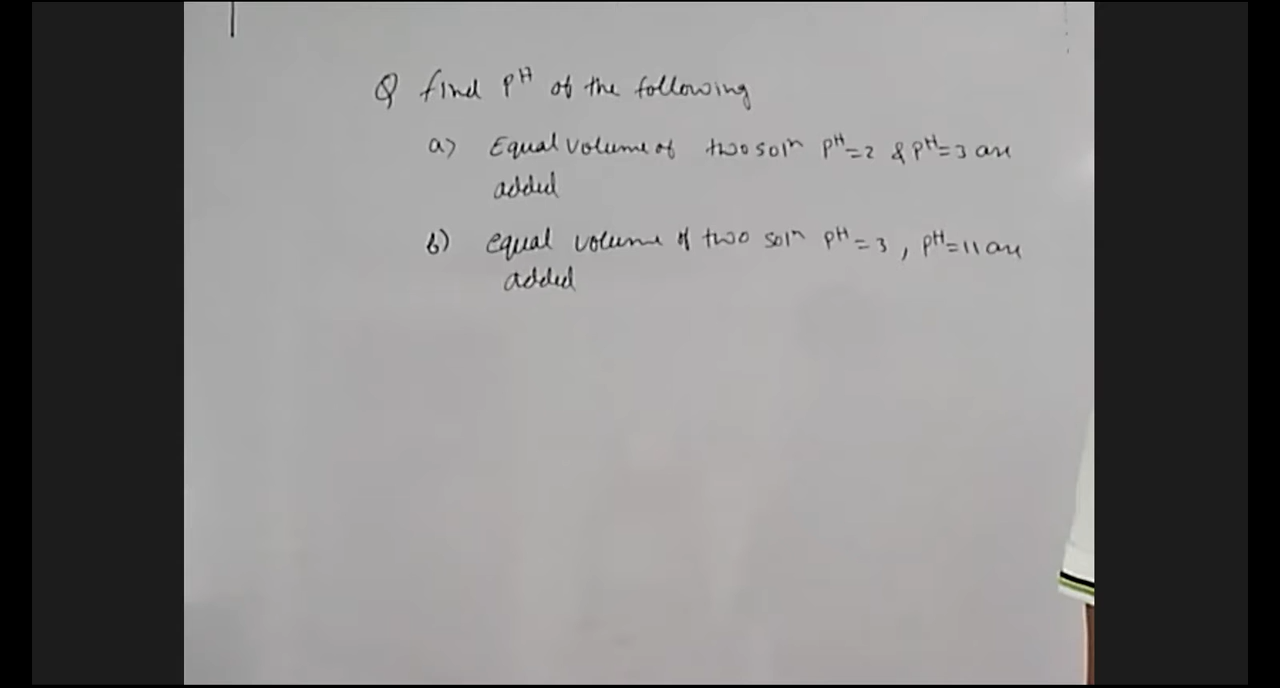 Q find pH of the following
a) Equal volume of two soln pH=2 & pH=3 are
added
b) equal volume of two soln pH=3, pH=11 are
added